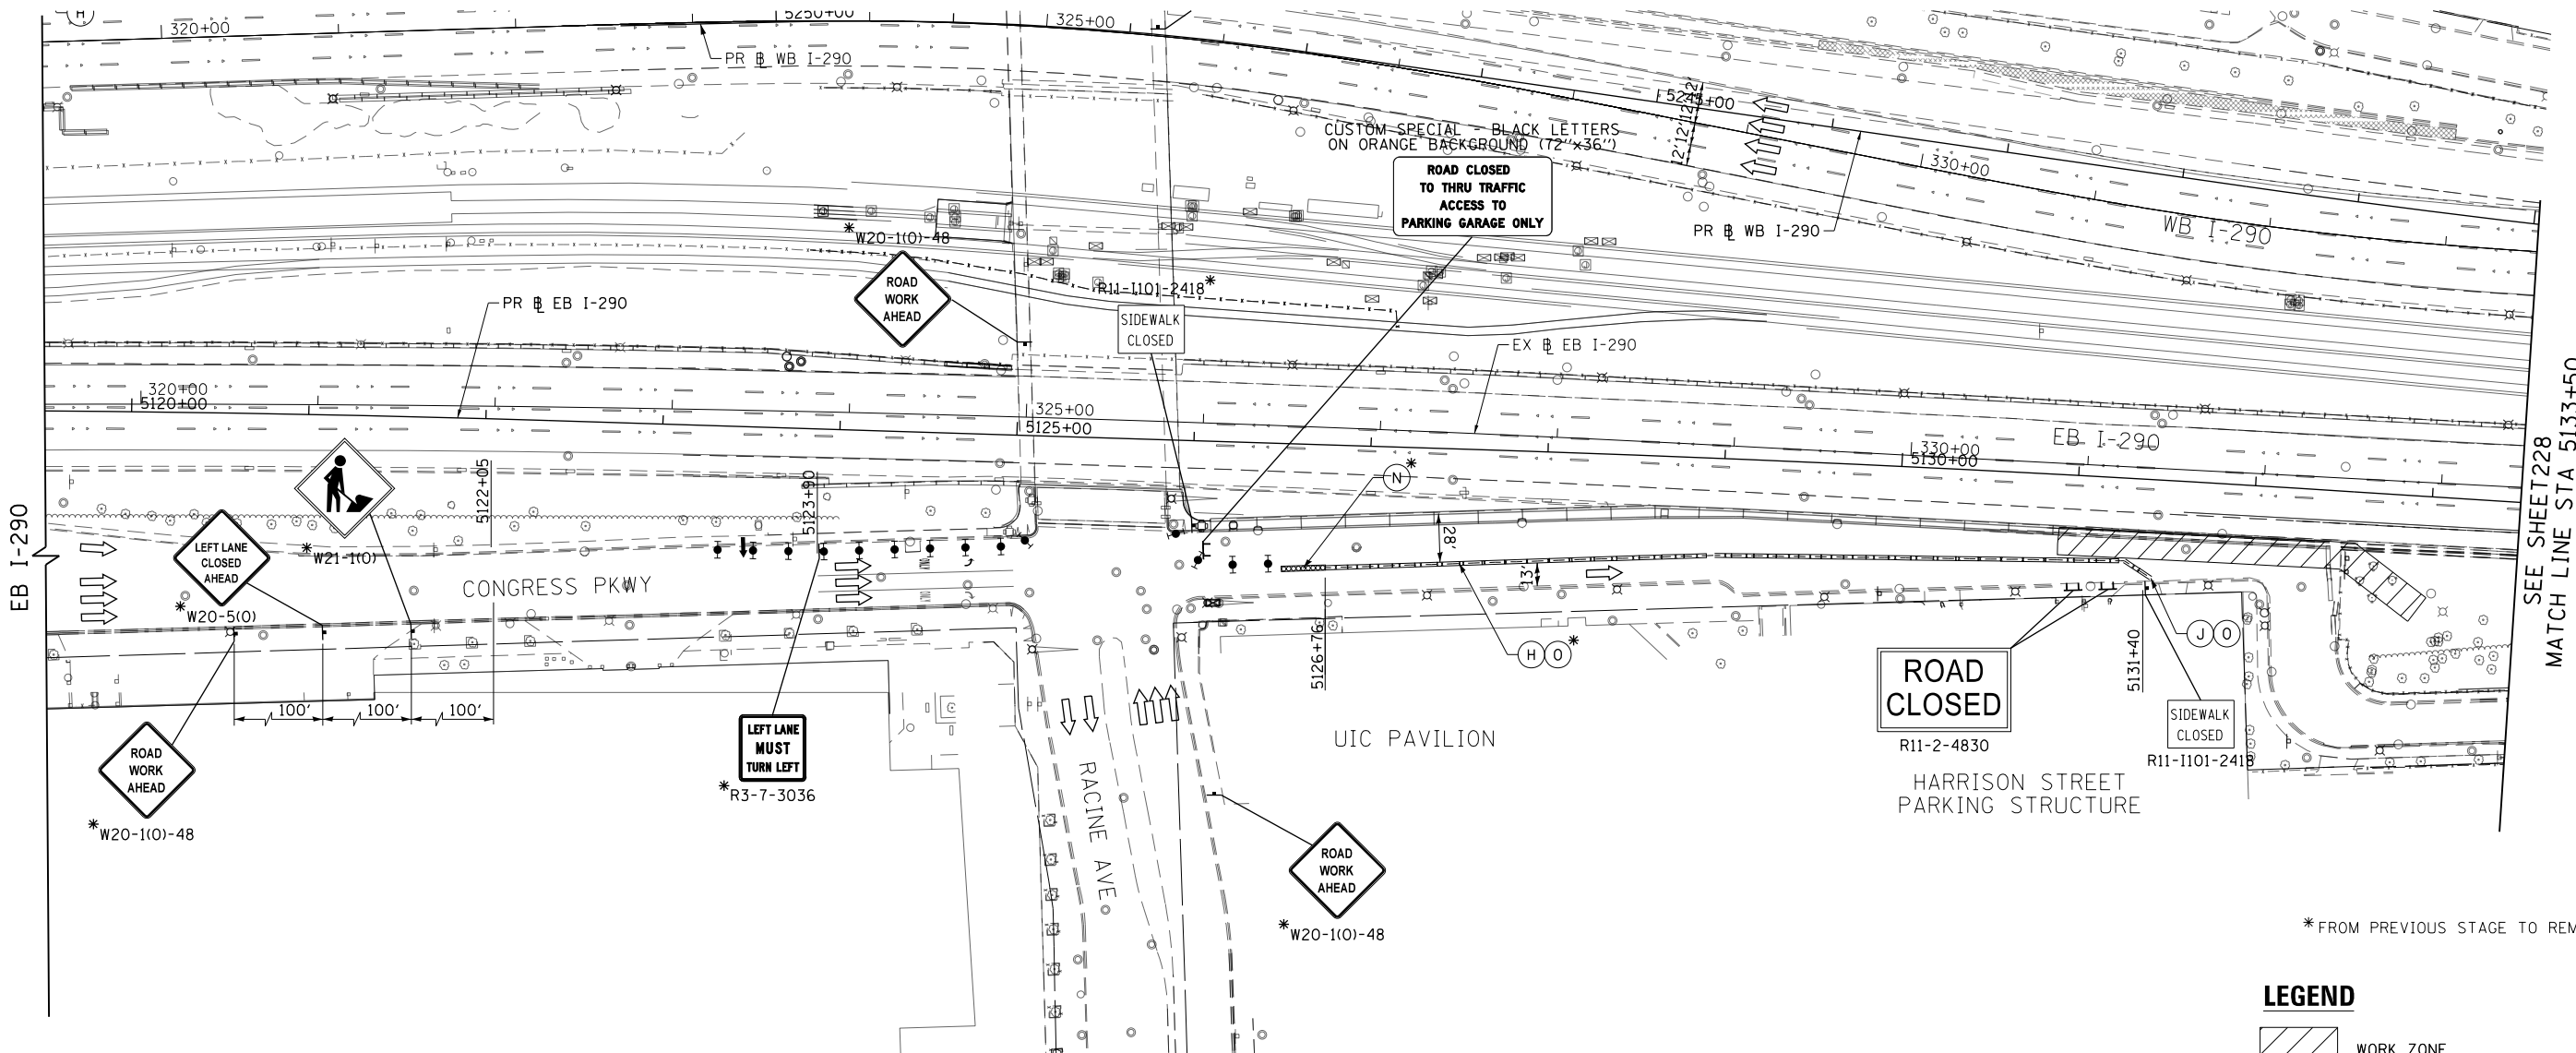 H
320+00
5250+00
325+00
PR ℄ WB I-290
5245+00
12'12'12'12'
CUSTOM SPECIAL - BLACK LETTERS
ON ORANGE BACKGROUND (72"x36")
ROAD CLOSED
TO THRU TRAFFIC
ACCESS TO
PARKING GARAGE ONLY
330+00
WB I-290
PR ℄ WB I-290
*W20-1(O)-48
ROAD
WORK
AHEAD
R11-I101-2418*
SIDEWALK
CLOSED
PR ℄ EB I-290
EX ℄ EB I-290
320+00
5120+00
325+00
5125+00
330+00
5130+00
EB I-290
EB I-290
SEE SHEET228
MATCH LINE STA 5133+50
5122+05
5123+90
N*
28'
13'
LEFT LANE
CLOSED
AHEAD
*W20-5(O)
*W21-1(O)
CONGRESS PKWY
5126+76
H O*
5131+40
J O
100'
100'
100'
ROAD
WORK
AHEAD
*W20-1(O)-48
LEFT LANE
MUST
TURN LEFT
*R3-7-3036
RACINE AVE
UIC PAVILION
ROAD
CLOSED
R11-2-4830
SIDEWALK
CLOSED
R11-I101-2418
HARRISON STREET
PARKING STRUCTURE
ROAD
WORK
AHEAD
*W20-1(O)-48
*FROM PREVIOUS STAGE TO REM
LEGEND
WORK ZONE